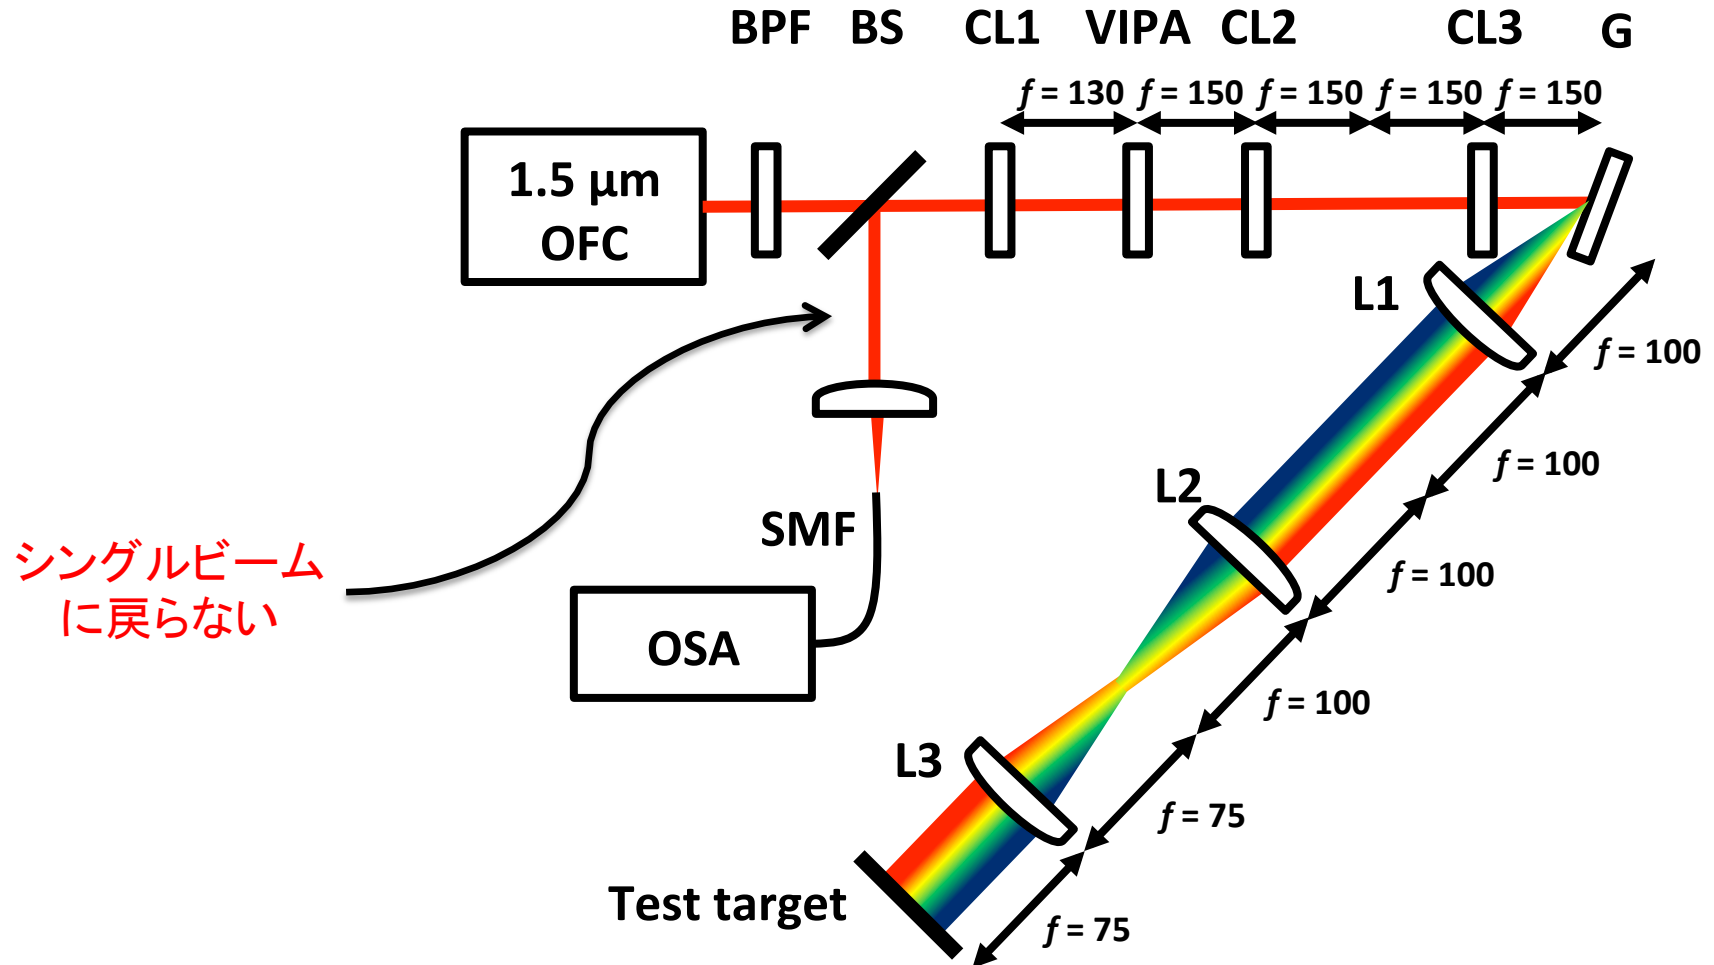 BPF BS CL1 VIPA CL2 CL3 G
f = 130 f = 150 f = 150 f = 150 f = 150
1.5 μm
OFC
L1
f = 100
f = 100
L2
SMF
シングルビーム
に戻らない
f = 100
OSA
f = 100
L3
f = 75
Test target
f = 75